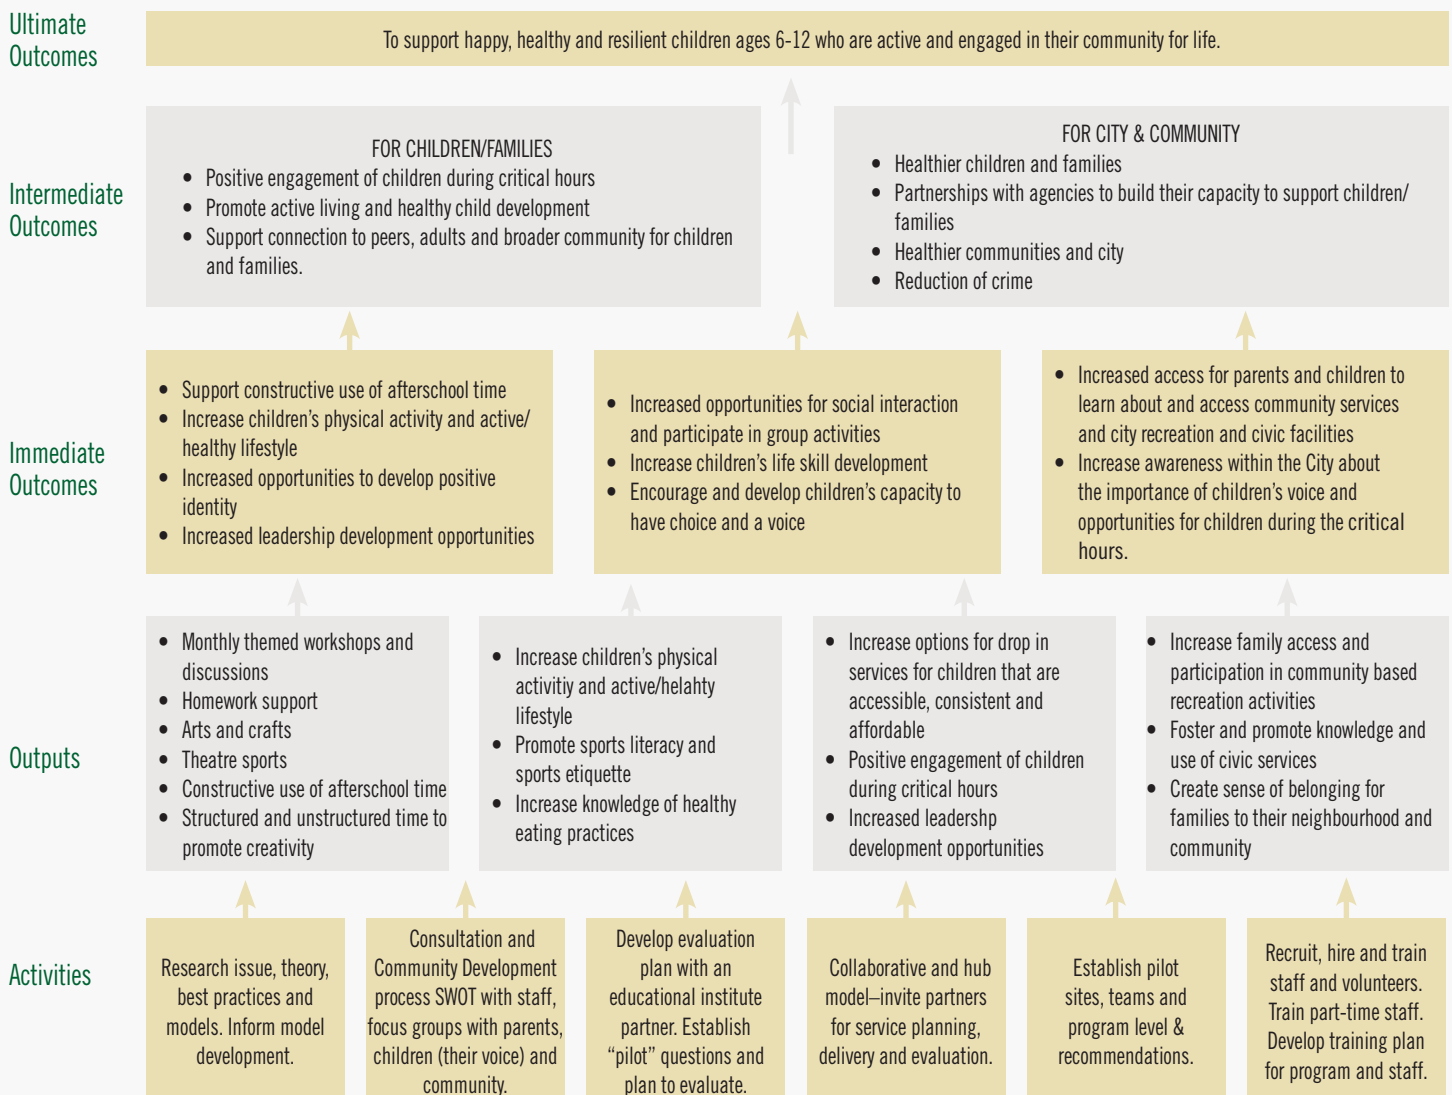 Ultimate
Outcomes
To support happy, healthy and resilient children ages 6-12 who are active and engaged in their community for life.
Intermediate
Outcomes
FOR CHILDREN/FAMILIES
• Positive engagement of children during critical hours
• Promote active living and healthy child development
• Support connection to peers, adults and broader community for children
and families.
FOR CITY & COMMUNITY
• Healthier children and families
• Partnerships with agencies to build their capacity to support children/
families
• Healthier communities and city
• Reduction of crime
Immediate
Outcomes
• Support constructive use of afterschool time
• Increase children's physical activity and active/
healthy lifestyle
• Increased opportunities to develop positive
identity
• Increased leadership development opportunities
• Increased opportunities for social interaction
and participate in group activities
• Increase children's life skill development
• Encourage and develop children's capacity to
have choice and a voice
• Increased access for parents and children to
learn about and access community services
and city recreation and civic facilities
• Increase awareness within the City about
the importance of children's voice and
opportunities for children during the critical
hours.
Outputs
• Monthly themed workshops and
discussions
• Homework support
• Arts and crafts
• Theatre sports
• Constructive use of afterschool time
• Structured and unstructured time to
promote creativity
• Increase children's physical
activitiy and active/helahty
lifestyle
• Promote sports literacy and
sports etiquette
• Increase knowledge of healthy
eating practices
• Increase options for drop in
services for children that are
accessible, consistent and
affordable
• Positive engagement of children
during critical hours
• Increased leadershp
development opportunities
• Increase family access and
participation in community based
recreation activities
• Foster and promote knowledge and
use of civic services
• Create sense of belonging for
families to their neighbourhood and
community
Activities
Research issue, theory,
best practices and
models. Inform model
development.
Consultation and
Community Development
process SWOT with staff,
focus groups with parents,
children (their voice) and
community.
Develop evaluation
plan with an
educational institute
partner. Establish
“pilot” questions and
plan to evaluate.
Collaborative and hub
model–invite partners
for service planning,
delivery and evaluation.
Establish pilot
sites, teams and
program level &
recommendations.
Recruit, hire and train
staff and volunteers.
Train part-time staff.
Develop training plan
for program and staff.